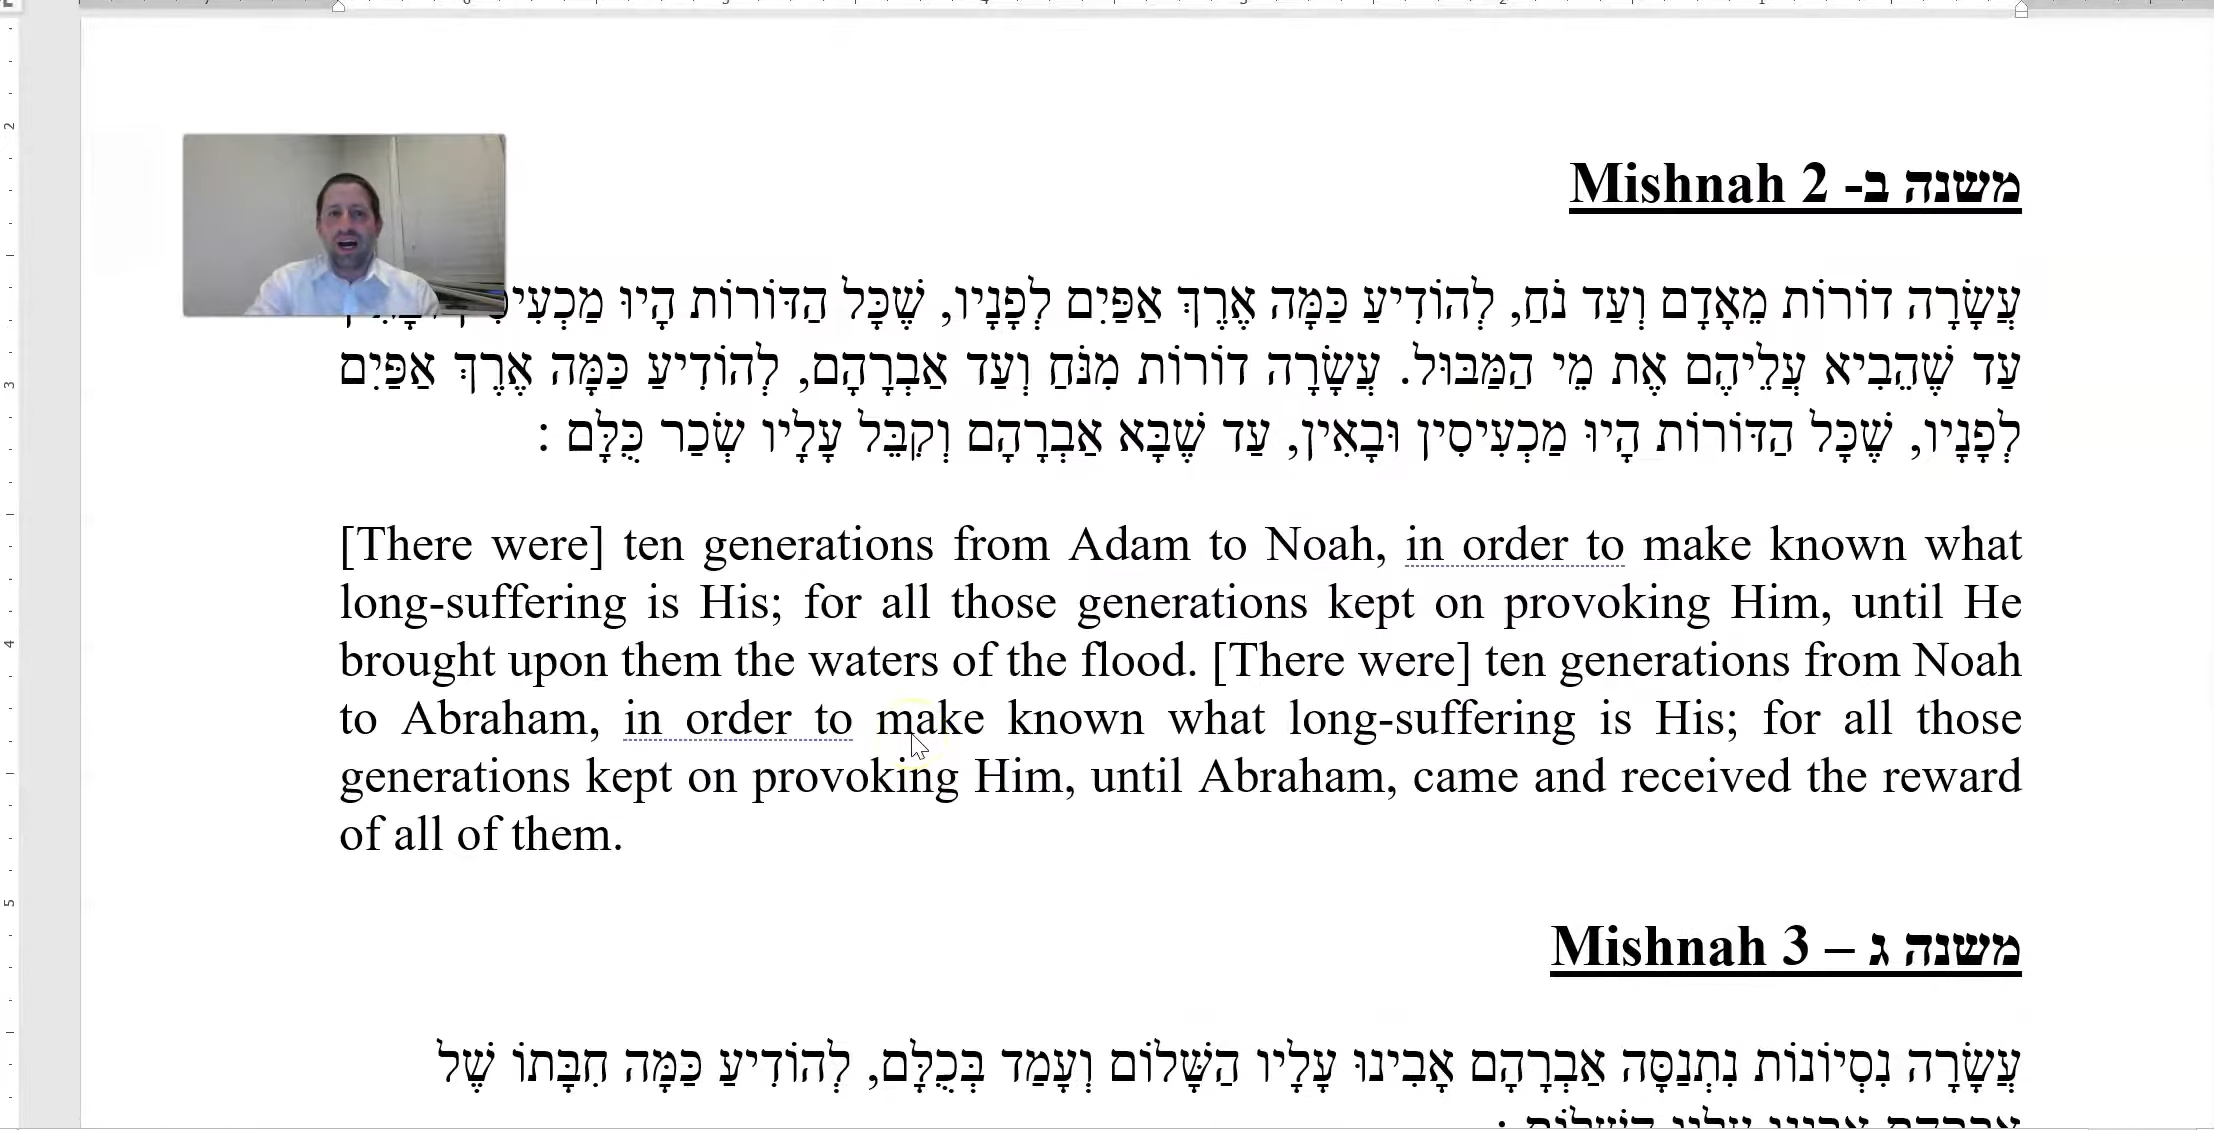 משנה ב- Mishnah 2
עֲשָׂרָה דוֹרוֹת מֵאָדָם וְעַד נֹחַ, לְהוֹדִיעַ כַּמָּה אֶרֶךְ אַפַּיִם לְפָנָיו, שֶׁכָּל הַדּוֹרוֹת הָיוּ
עַד שֶׁהֵבִיא עֲלֵיהֶם אֶת מֵי הַמַּבּוּל. עֲשָׂרָה דוֹרוֹת מִנֹּחַ וְעַד אַבְרָהָם, לְהוֹדִיעַ כַּמָּה אֶרֶךְ אַפַּיִם
לְפָנָיו, שֶׁכָּל הַדּוֹרוֹת הָיוּ מַכְעִיסִין וּבָאִין, עַד שֶׁבָּא אַבְרָהָם וְקִבֵּל עָלָיו שְׂכַר כֻּלָּם :
[There were] ten generations from Adam to Noah, in order to make known what
long-suffering is His; for all those generations kept on provoking Him, until He
brought upon them the waters of the flood. [There were] ten generations from Noah
to Abraham, in order to make known what long-suffering is His; for all those
generations kept on provoking Him, until Abraham, came and received the reward
of all of them.
משנה ג – Mishnah 3
עֲשָׂרָה נִסְיוֹנוֹת נִתְנַסָּה אַבְרָהָם אָבִינוּ עָלָיו הַשָּׁלוֹם וְעָמַד בְּכֻלָּם, לְהוֹדִיעַ כַּמָּה חִבָּתוֹ שֶׁל